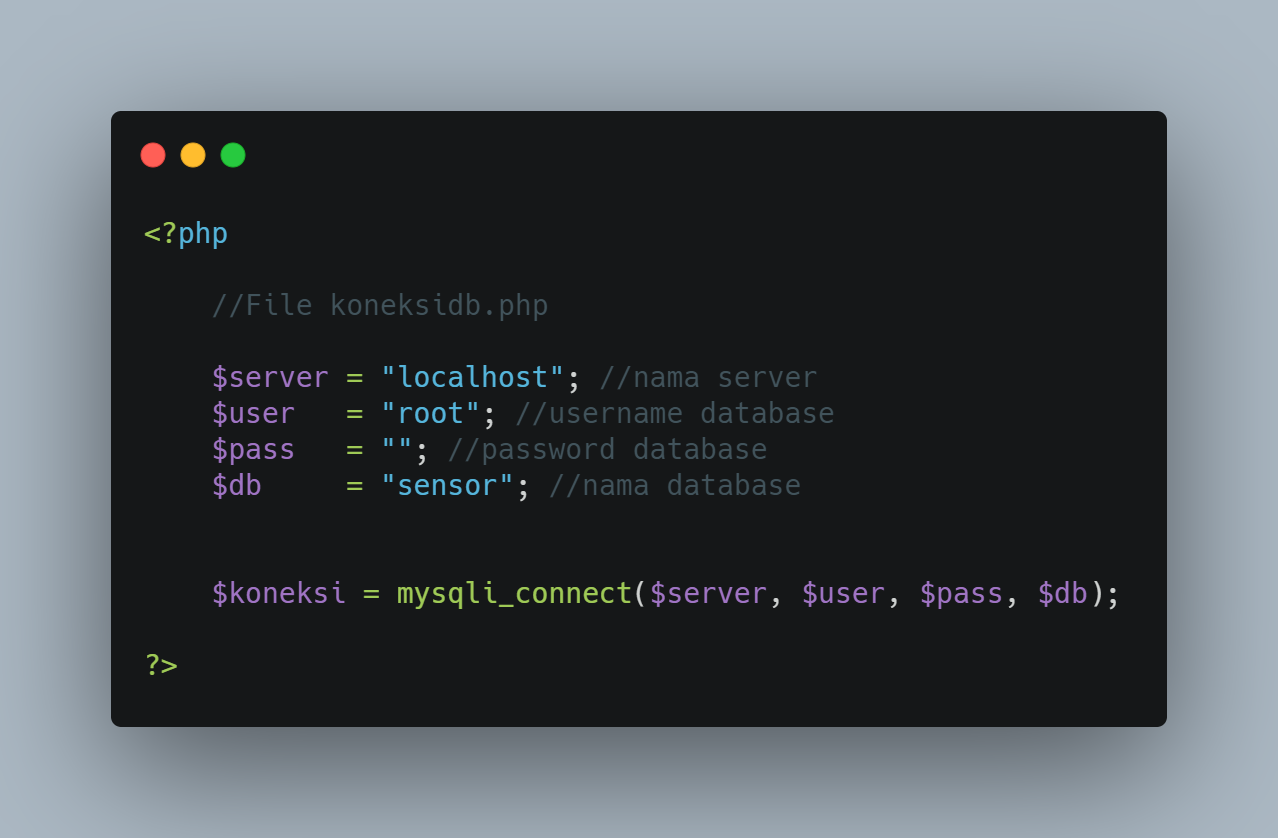 <?php
//File koneksidb.php
$server = "localhost"; //nama server
$user   = "root"; //username database
$pass   = ""; //password database
$db     = "sensor"; //nama database
$koneksi = mysqli_connect($server, $user, $pass, $db);
?>